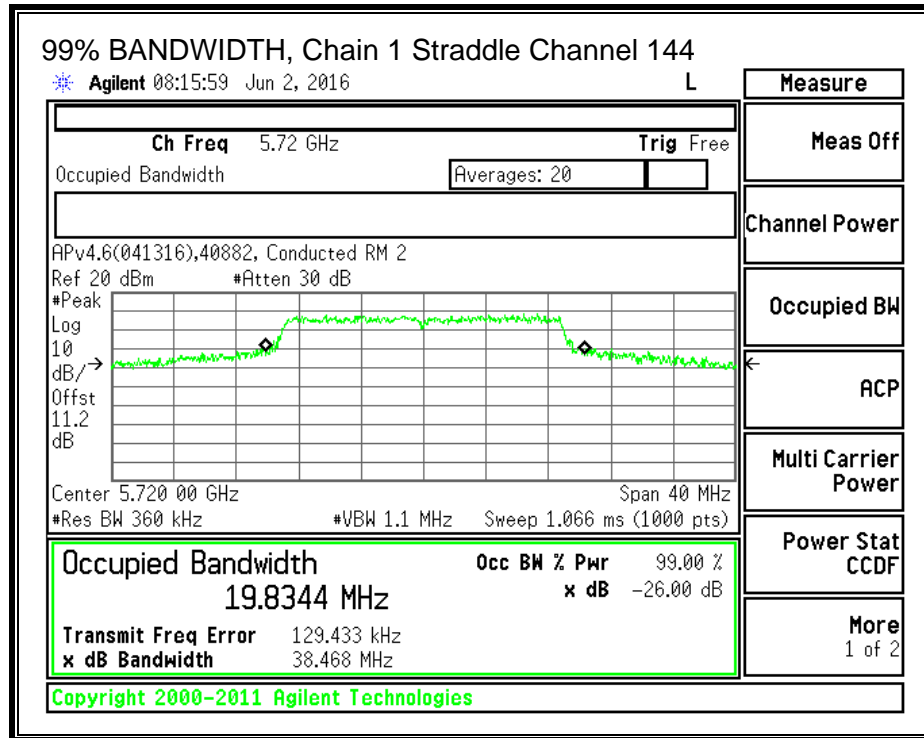 99% BANDWIDTH, Chain 1 Straddle Channel 144
Agilent 08:15:59 Jun 2, 2016 L
Measure
Ch Freq 5.72 GHz Trig Free
Meas Off
Occupied Bandwidth Averages: 20
Channel Power
APv4.6(041316),40882, Conducted RM 2
Ref 20 dBm #Atten 30 dB
#Peak
Log
10
dB/
Offst
11.2
dB
Occupied BW
ACP
Multi Carrier
Power
Center 5.720 00 GHz Span 40 MHz
#Res BW 360 kHz #VBW 1.1 MHz Sweep 1.066 ms (1000 pts)
Power Stat
CCDF
Occupied Bandwidth Occ BW % Pwr 99.00 %
19.8344 MHz x dB -26.00 dB
Transmit Freq Error 129.433 kHz
x dB Bandwidth 38.468 MHz
More
1 of 2
Copyright 2000-2011 Agilent Technologies